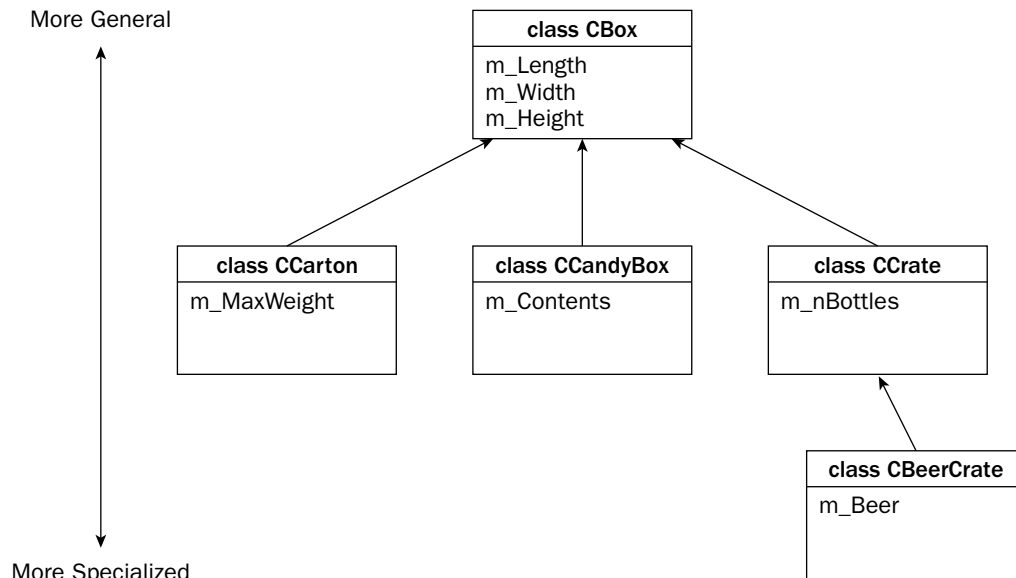 More General
class CBox
m_Length
m_Width
m_Height
class CCarton
m_MaxWeight
class CCandyBox
m_Contents
class CCrate
m_nBottles
class CBeerCrate
m_Beer
More Specialized